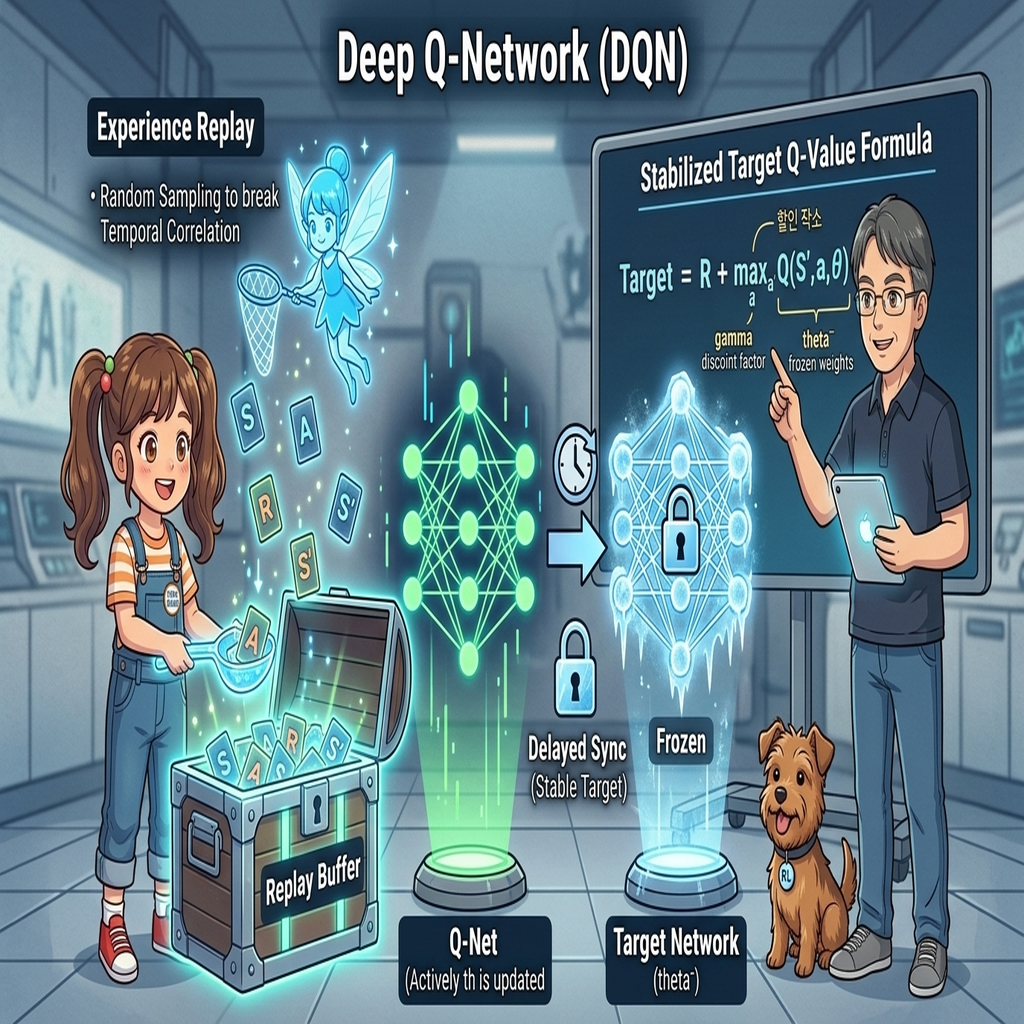 Deep Q-Network (DQN)
Experience Replay
• Random Sampling to break
Temporal Correlation
Stabilized Target Q-Value Formula
할인 작소
Target = R + maxₐ Q(S′,a,θ)
a
gamma
discoint factor
theta⁻
frozen weights
S
A
R
S'
S'
A
S
A
R
S'
Replay Buffer
Delayed Sync
(Stable Target)
Frozen
RL
Q-Net
(Actively th is updated
Target Network
(theta⁻)